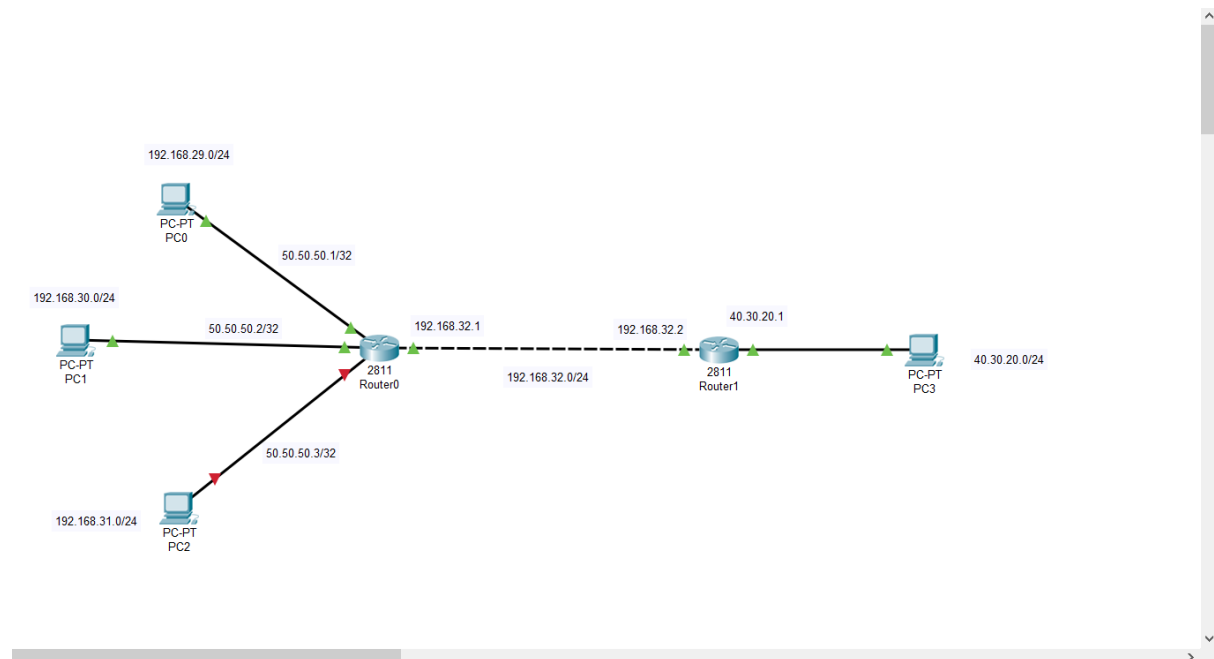 192.168.29.0/24
PC-PT
PC0
50.50.50.1/32
192.168.30.0/24
50.50.50.2/32
PC-PT
PC1
192.168.32.1
2811
Router0
192.168.32.2
40.30.20.1
192.168.32.0/24
2811
Router1
PC-PT
PC3
40.30.20.0/24
50.50.50.3/32
192.168.31.0/24
PC-PT
PC2